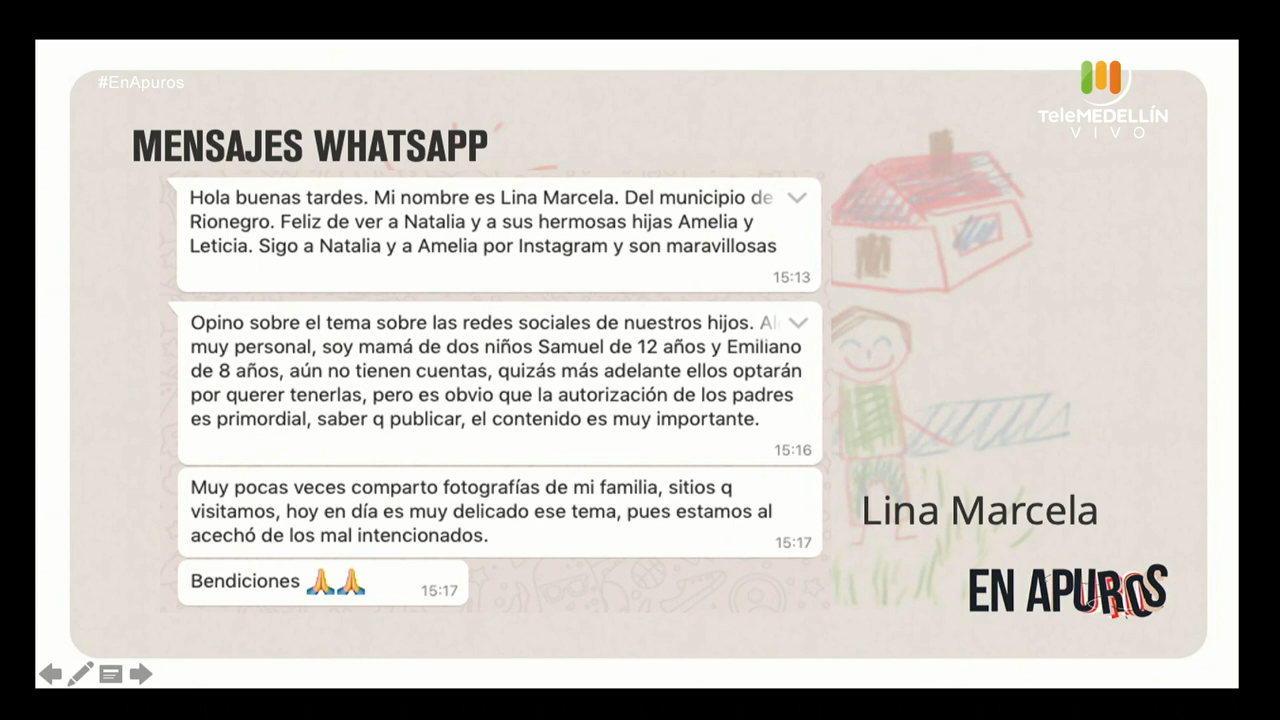 #EnApuros
TeleMEDELLÍN
VIVO
MENSAJES WHATSAPP
Hola buenas tardes. Mi nombre es Lina Marcela. Del municipio de
Rionegro. Feliz de ver a Natalia y a sus hermosas hijas Amelia y
Leticia. Sigo a Natalia y a Amelia por Instagram y son maravillosas
15:13
Opino sobre el tema sobre las redes sociales de nuestros hijos.
muy personal, soy mamá de dos niños Samuel de 12 años y Emiliano
de 8 años, aún no tienen cuentas, quizás más adelante ellos optarán
por querer tenerlas, pero es obvio que la autorización de los padres
es primordial, saber q publicar, el contenido es muy importante.
15:16
Muy pocas veces comparto fotografías de mi familia, sitios q
visitamos, hoy en día es muy delicado ese tema, pues estamos al
acechó de los mal intencionados.
15:17
Bendiciones 🙏🙏
15:17
Lina Marcela
EN APUROS